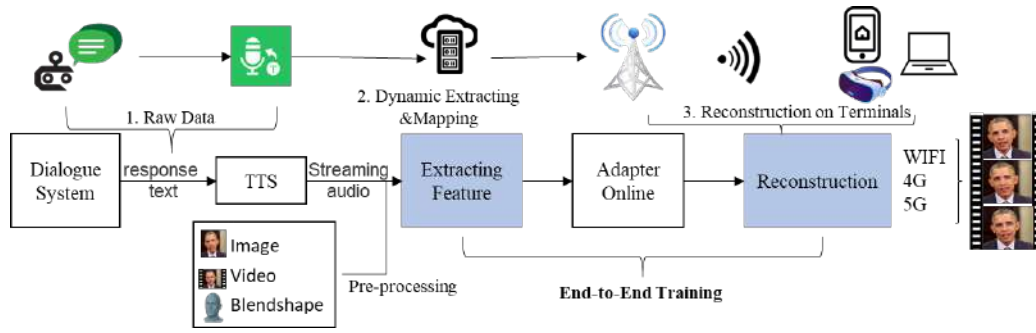 1. Raw Data
2. Dynamic Extracting
&Mapping
3. Reconstruction on Terminals
Dialogue
System
response
text
TTS
Streaming
audio
Extracting
Feature
Adapter
Online
Reconstruction
WIFI
4G
5G
Image
Video
Blendshape
Pre-processing
End-to-End Training